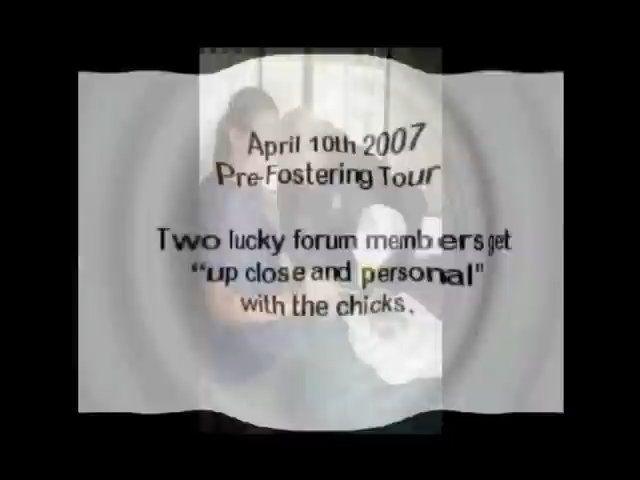 April 10th 2007
Pre-Fostering Tour
Two lucky forum members get
"up close and personal"
with the chicks.